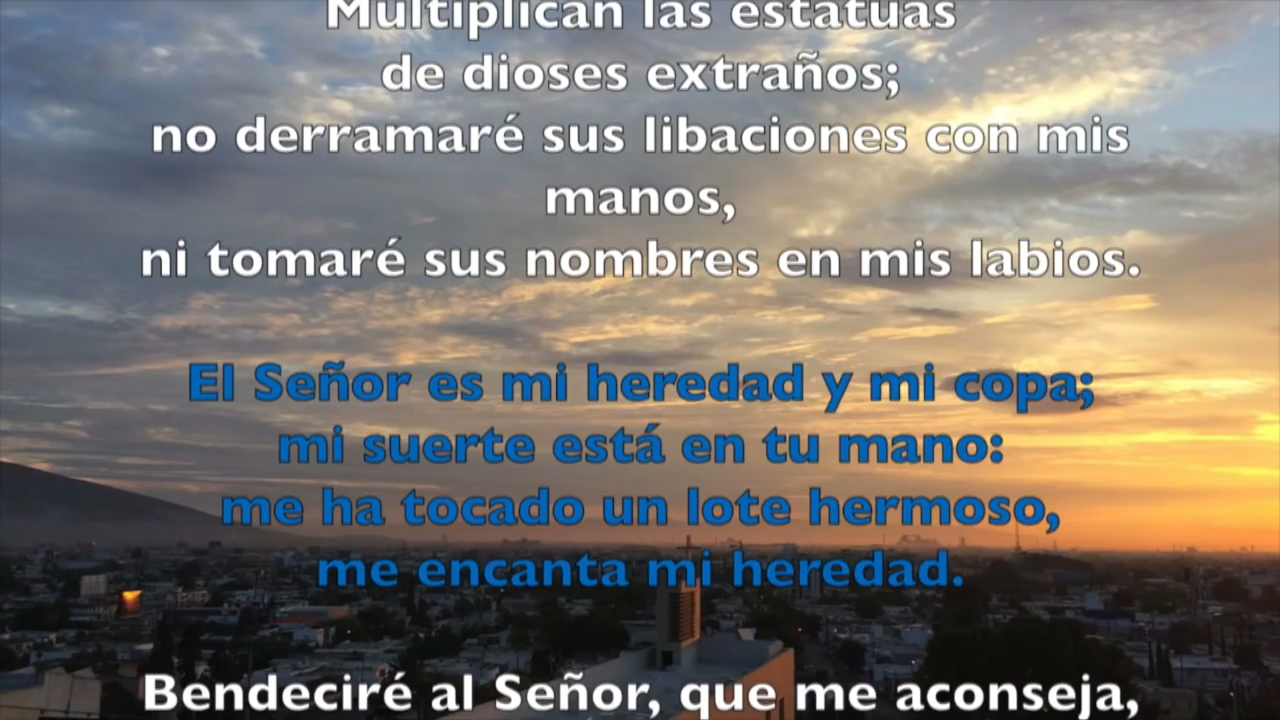 Multiplican las estatuas
de dioses extraños;
no derramaré sus libaciones con mis
manos,
ni tomaré sus nombres en mis labios.
El Señor es mi heredad y mi copa;
mi suerte está en tu mano:
me ha tocado un lote hermoso,
me encanta mi heredad.
Bendeciré al Señor, que me aconseja,